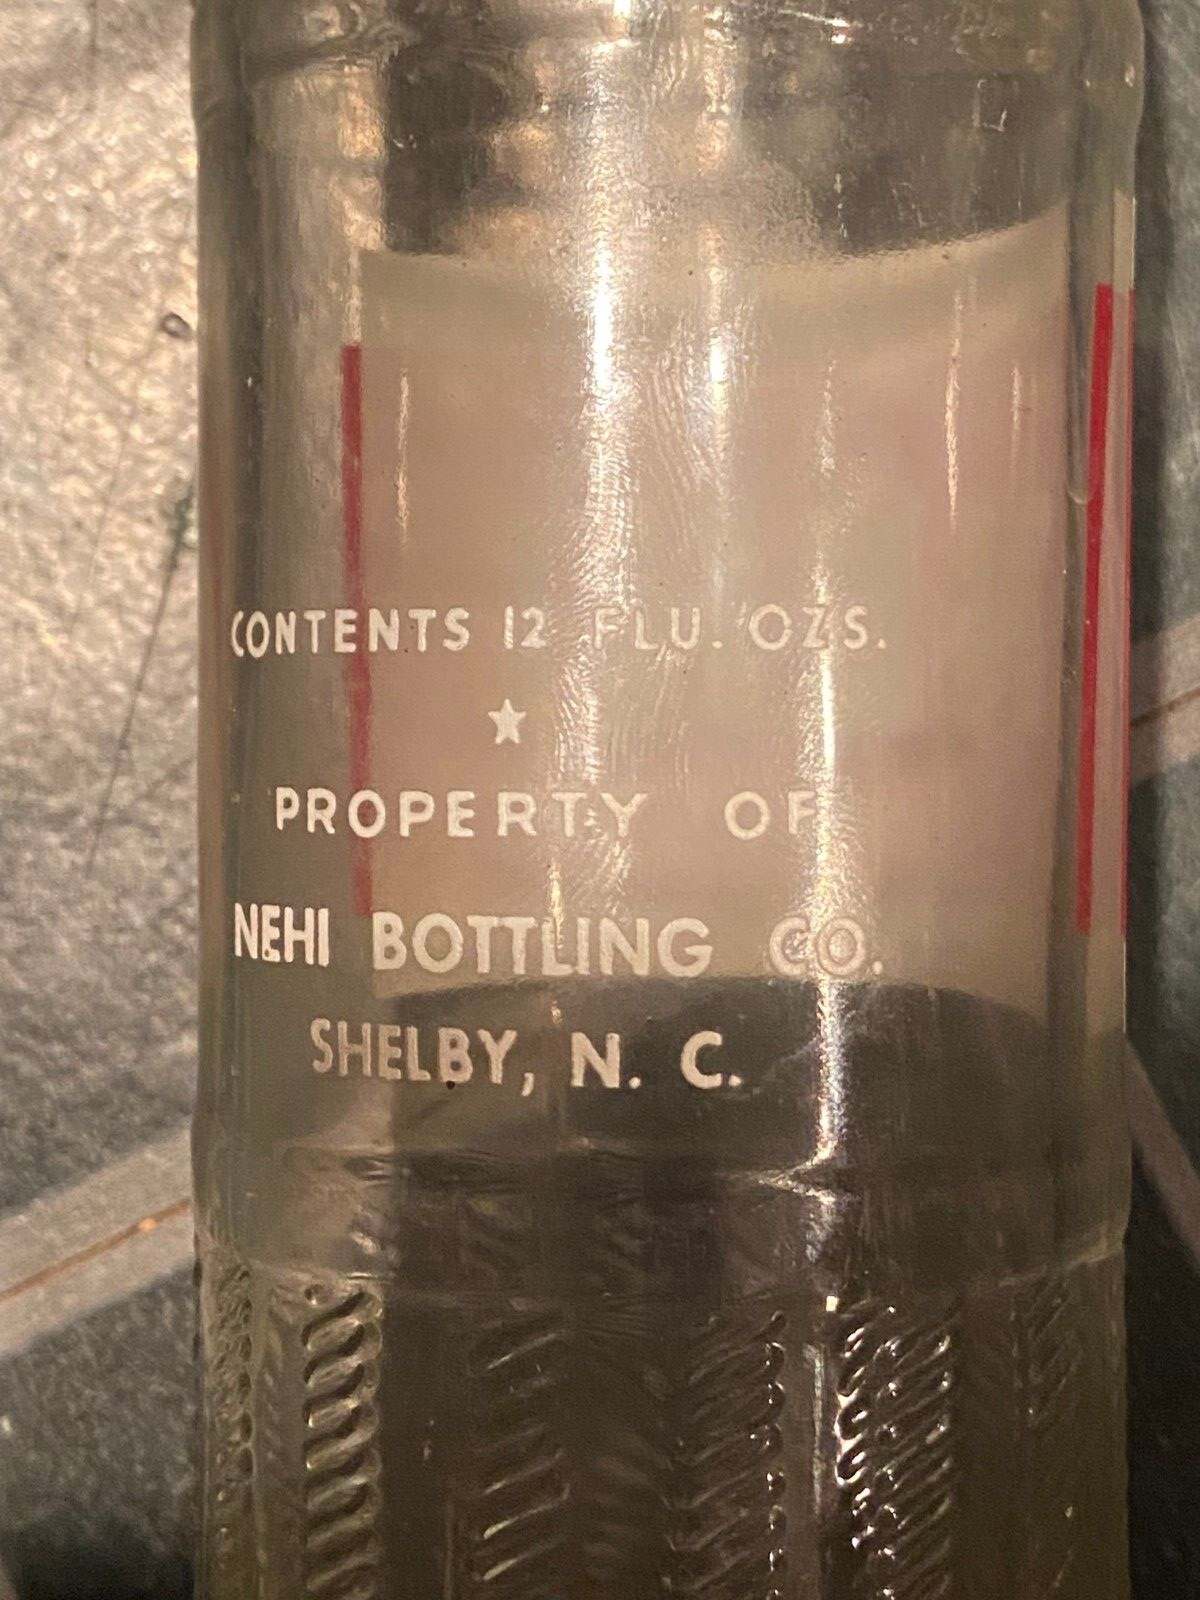 CONTENTS 12 FLU. OZS.
★
PROPERTY OF
NEHI BOTTLING CO.
SHELBY, N. C.